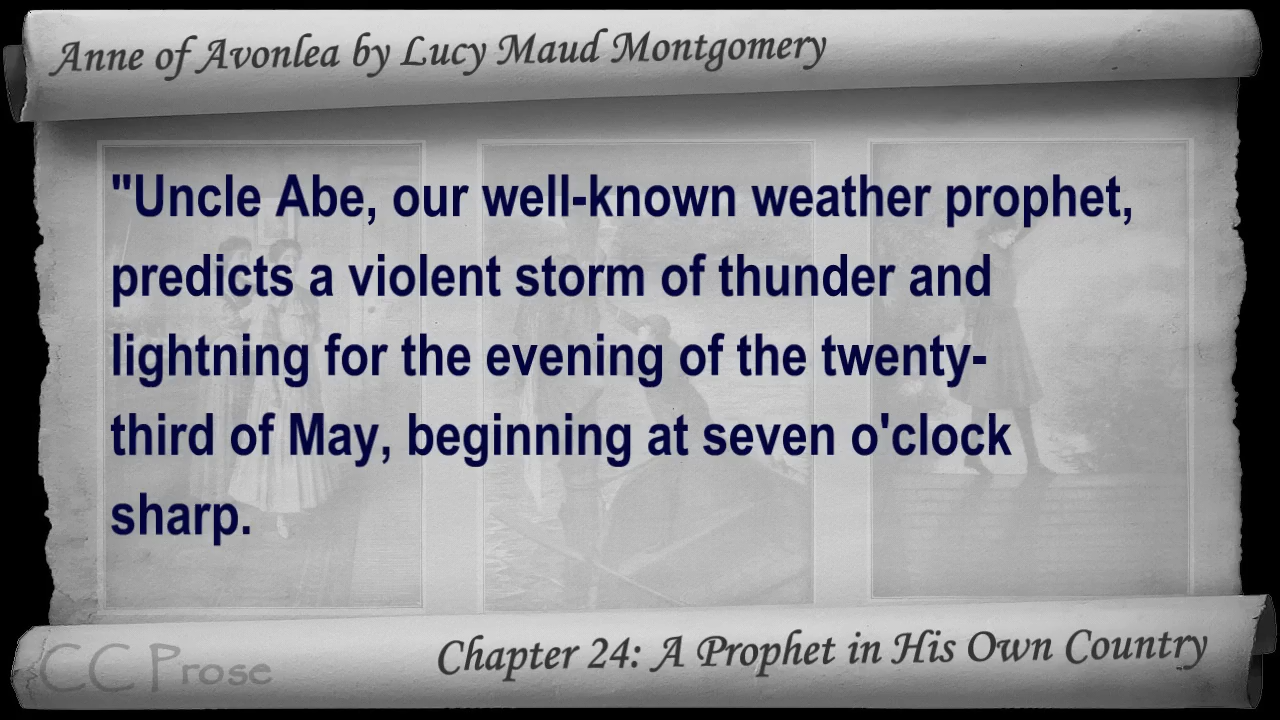 Anne of Avonlea by Lucy Maud Montgomery
"Uncle Abe, our well-known weather prophet,
predicts a violent storm of thunder and
lightning for the evening of the twenty-
third of May, beginning at seven o'clock
sharp.
CC Prose
Chapter 24: A Prophet in His Own Country